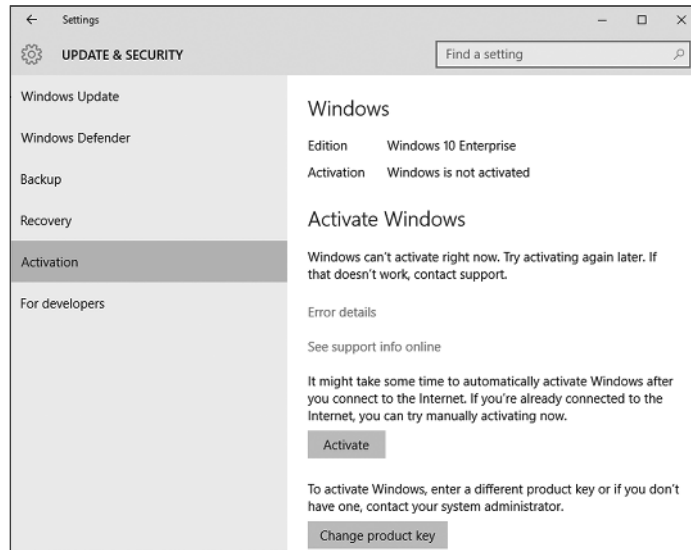 Settings
UPDATE & SECURITY
Find a setting
Windows Update
Windows Defender
Backup
Recovery
Activation
For developers
Windows
Edition Windows 10 Enterprise
Activation Windows is not activated
Activate Windows
Windows can't activate right now. Try activating again later. If
that doesn't work, contact support.
Error details
See support info online
It might take some time to automatically activate Windows after
you connect to the Internet. If you're already connected to the
Internet, you can try manually activating now.
Activate
To activate Windows, enter a different product key or if you don't
have one, contact your system administrator.
Change product key